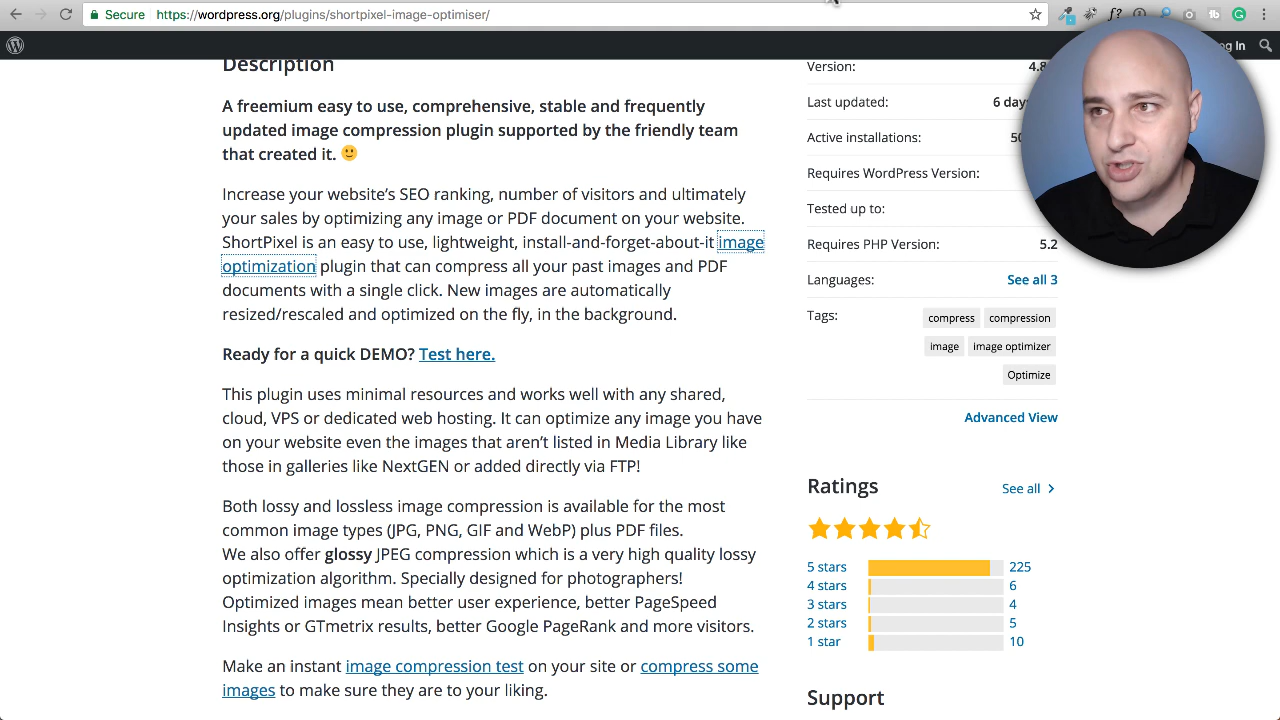 Secure
https://wordpress.org/plugins/shortpixel-image-optimiser/
Log In
Description
A freemium easy to use, comprehensive, stable and frequently
updated image compression plugin supported by the friendly team
that created it.
Increase your website’s SEO ranking, number of visitors and ultimately
your sales by optimizing any image or PDF document on your website.
ShortPixel is an easy to use, lightweight, install-and-forget-about-it image
optimization plugin that can compress all your past images and PDF
documents with a single click. New images are automatically
resized/rescaled and optimized on the fly, in the background.
Ready for a quick DEMO? Test here.
This plugin uses minimal resources and works well with any shared,
cloud, VPS or dedicated web hosting. It can optimize any image you have
on your website even the images that aren’t listed in Media Library like
those in galleries like NextGEN or added directly via FTP!
Both lossy and lossless image compression is available for the most
common image types (JPG, PNG, GIF and WebP) plus PDF files.
We also offer glossy JPEG compression which is a very high quality lossy
optimization algorithm. Specially designed for photographers!
Optimized images mean better user experience, better PageSpeed
Insights or GTmetrix results, better Google PageRank and more visitors.
Make an instant image compression test on your site or compress some
images to make sure they are to your liking.
Version: 4.8
Last updated: 6 days
Active installations:
Requires WordPress Version:
Tested up to:
Requires PHP Version: 5.2
Languages: See all 3
Tags: compress compression
image image optimizer
Optimize
Advanced View
Ratings See all
5 stars 225
4 stars 6
3 stars 4
2 stars 5
1 star 10
Support